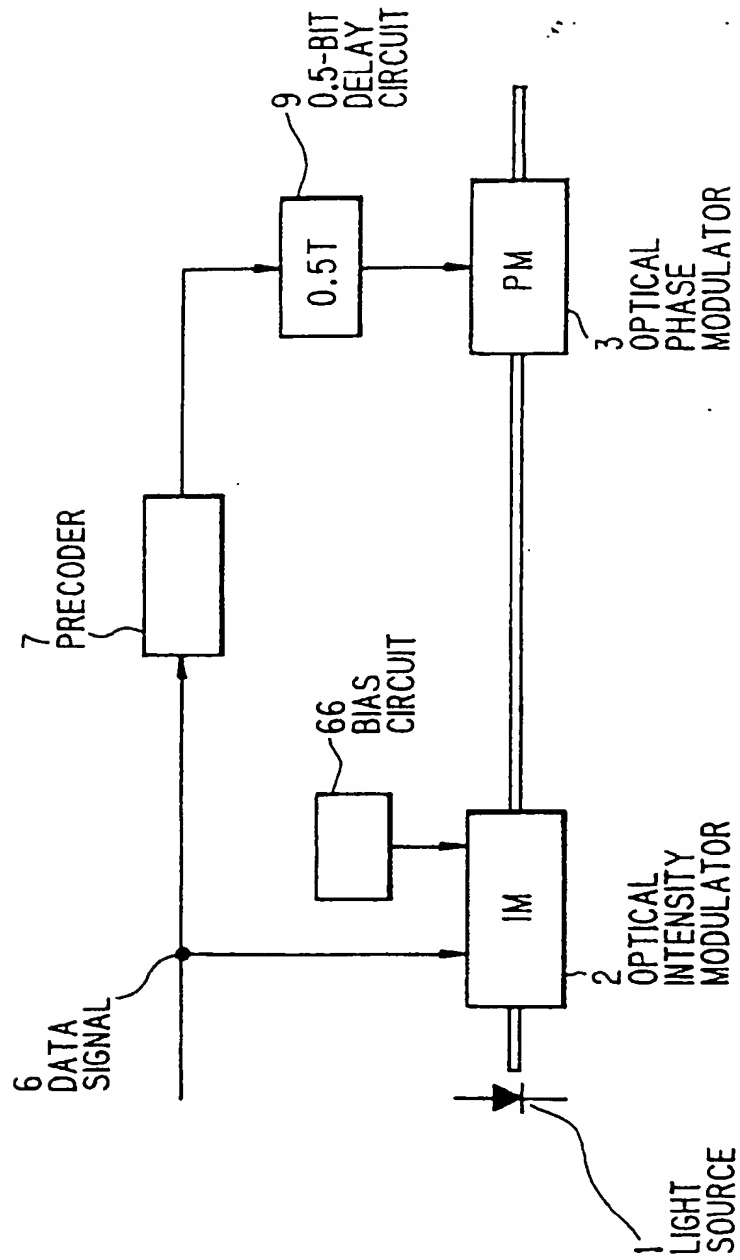 6
DATA
SIGNAL
7
PRECODER
9
0.5-BIT
DELAY
CIRCUIT
0.5T
66
BIAS
CIRCUIT
IM
PM
1
LIGHT
SOURCE
2
OPTICAL
INTENSITY
MODULATOR
3
OPTICAL
PHASE
MODULATOR